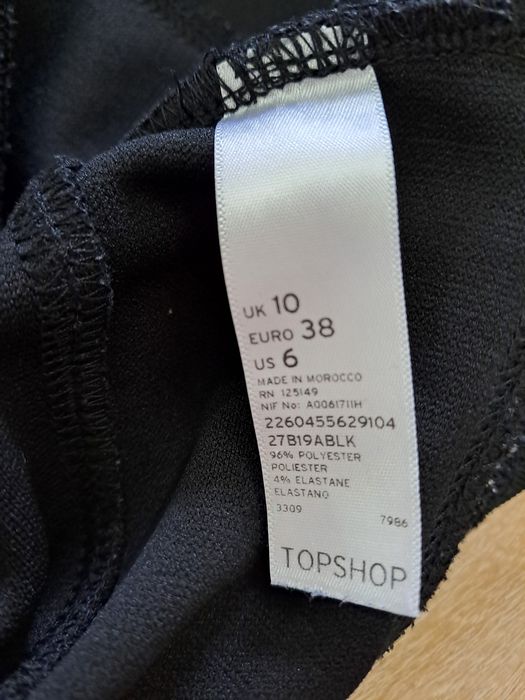 UK 10
EURO 38
US 6
MADE IN MOROCCO
RN 125149
NIF No: A0061711H
2260455629104
27B19ABLK
96% POLYESTER
POLIESTER
4% ELASTANE
ELASTANO
3309 7986
TOPSHOP